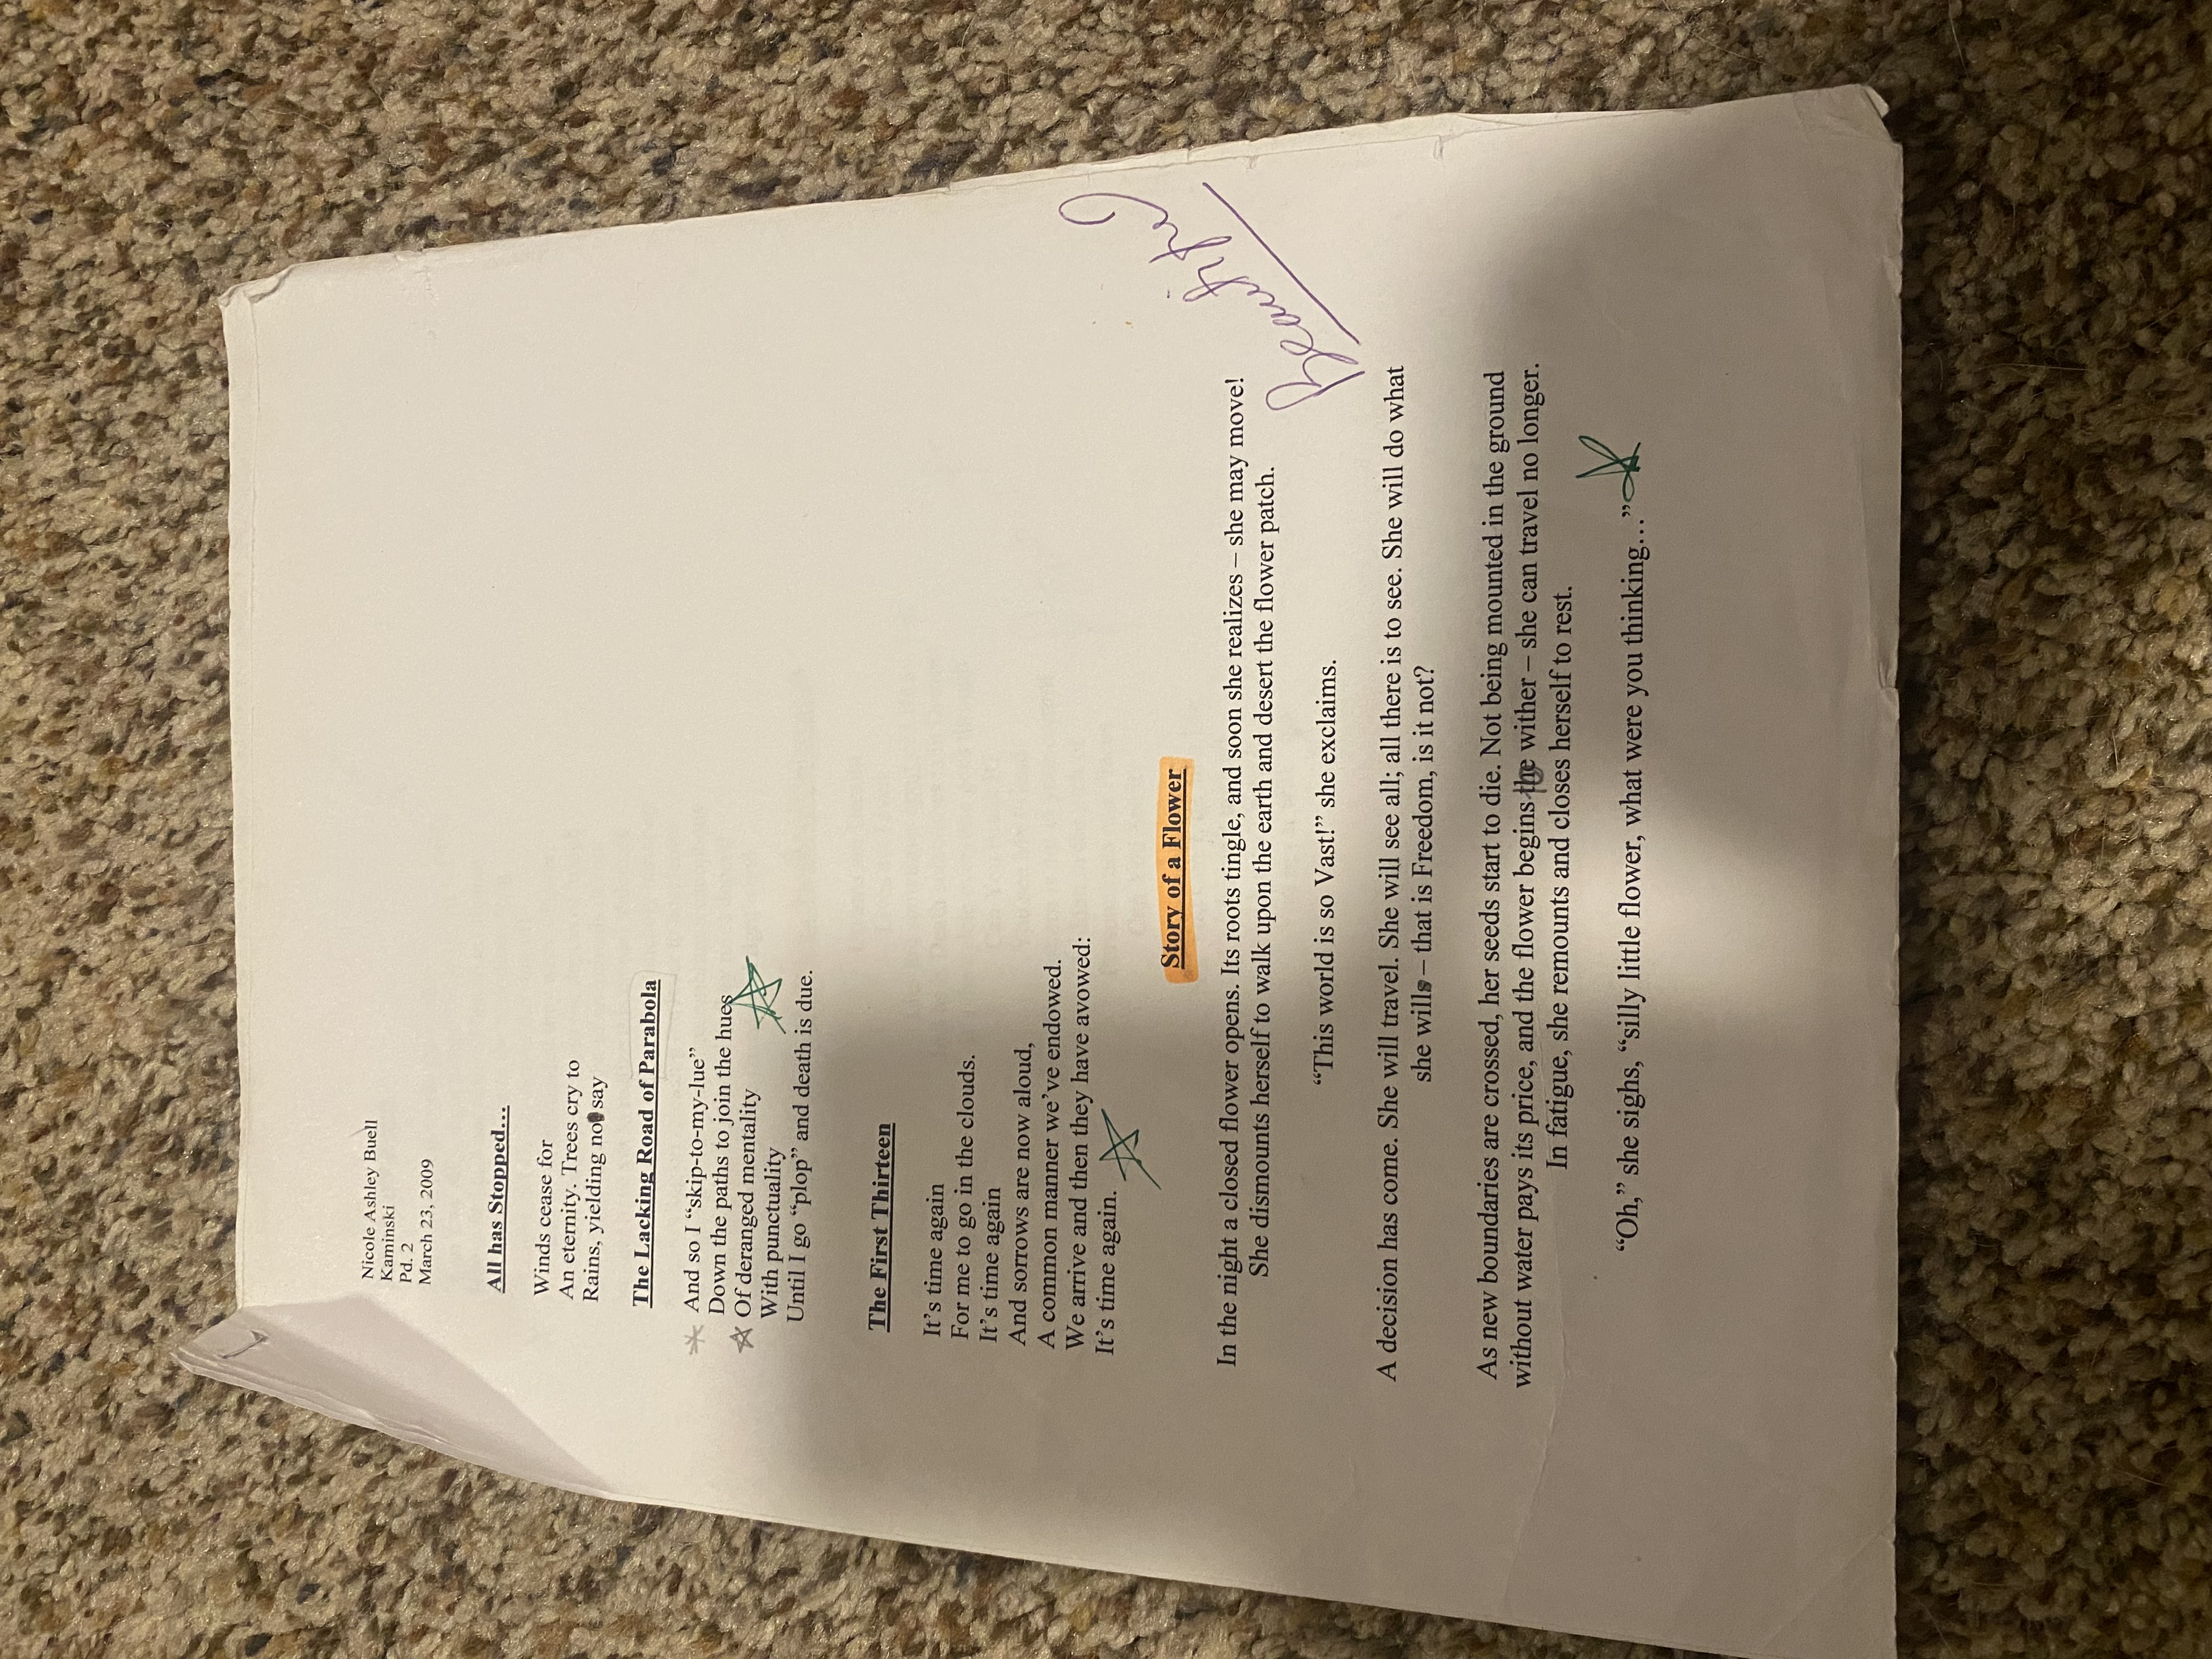 Nicole Ashley Buell
Kaminski
Pd. 2
March 23, 2009
All has Stopped...
Winds cease for
An eternity. Trees cry to
Rains, yielding no say
The Lacking Road of Parabola
And so I “skip-to-my-lue”
Down the paths to join the hues
Of deranged mentality
With punctuality
Until I go “plop” and death is due.
The First Thirteen
It’s time again
For me to go in the clouds.
It’s time again
And sorrows are now aloud,
A common manner we’ve endowed.
We arrive and then they have avowed:
It’s time again.
Story of a Flower
In the night a closed flower opens. Its roots tingle, and soon she realizes – she may move!
She dismounts herself to walk upon the earth and desert the flower patch.
“This world is so Vast!” she exclaims.
Beautiful
A decision has come. She will travel. She will see all; all there is to see. She will do what
she wills – that is Freedom, is it not?
As new boundaries are crossed, her seeds start to die. Not being mounted in the ground
without water pays its price, and the flower begins to wither – she can travel no longer.
In fatigue, she remounts and closes herself to rest.
“Oh,” she sighs, “silly little flower, what were you thinking...”